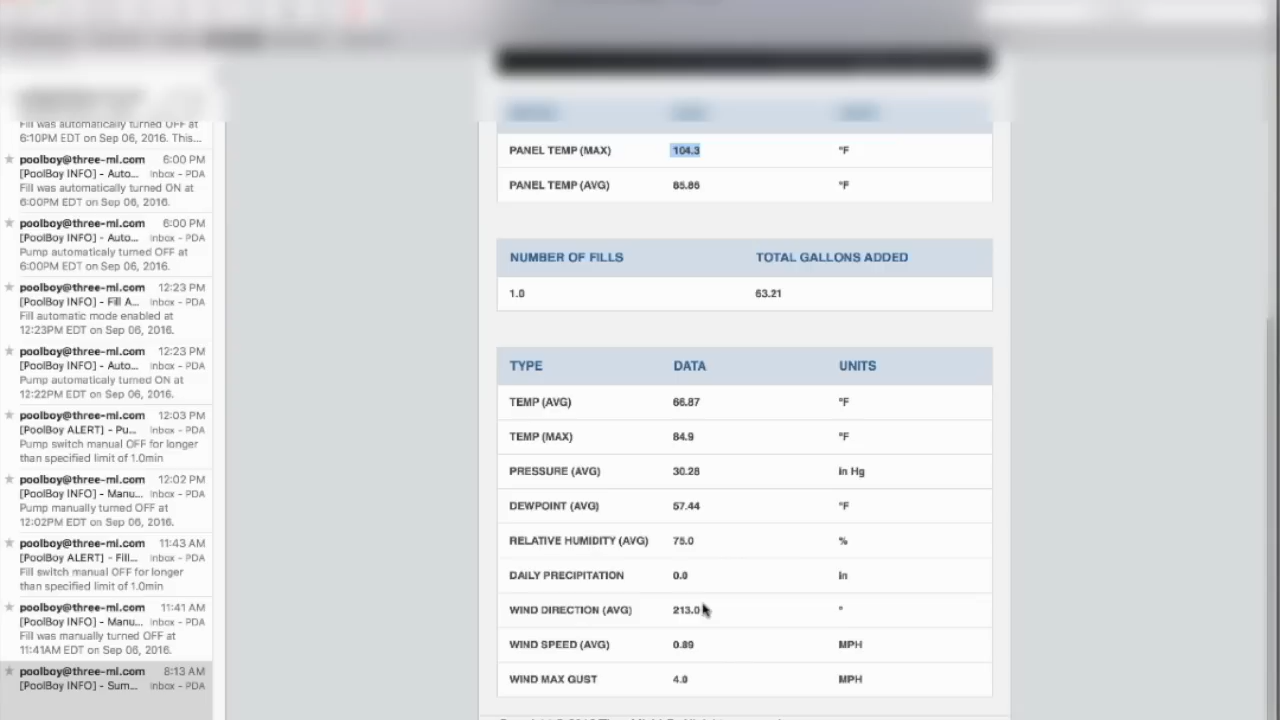 Fill was automatically turned OFF at
6:10PM EDT on Sep 06, 2016. This...
poolboy@three-ml.com 6:00 PM
[PoolBoy INFO] - Auto... Inbox - PDA
Fill was automatically turned ON at
6:00PM EDT on Sep 06, 2016.
poolboy@three-ml.com 6:00 PM
[PoolBoy INFO] - Auto... Inbox - PDA
Pump automaticaly turned OFF at
6:00PM EDT on Sep 06, 2016.
poolboy@three-ml.com 12:23 PM
[PoolBoy INFO] - Fill A... Inbox - PDA
Fill automatic mode enabled at
12:23PM EDT on Sep 06, 2016.
poolboy@three-ml.com 12:23 PM
[PoolBoy INFO] - Auto... Inbox - PDA
Pump automaticaly turned ON at
12:22PM EDT on Sep 06, 2016.
poolboy@three-ml.com 12:03 PM
[PoolBoy ALERT] - Pu... Inbox - PDA
Pump switch manual OFF for longer
than specified limit of 1.0min
poolboy@three-ml.com 12:02 PM
[PoolBoy INFO] - Manu... Inbox - PDA
Pump manually turned OFF at
12:02PM EDT on Sep 06, 2016.
poolboy@three-ml.com 11:43 AM
[PoolBoy ALERT] - Fill... Inbox - PDA
Fill switch manual OFF for longer
than specified limit of 1.0min
poolboy@three-ml.com 11:41 AM
[PoolBoy INFO] - Manu... Inbox - PDA
Fill was manually turned OFF at
11:41AM EDT on Sep 06, 2016.
poolboy@three-ml.com 8:13 AM
[PoolBoy INFO] - Sum... Inbox - PDA
PANEL TEMP (MAX) 104.3 °F
PANEL TEMP (AVG) 85.86 °F
NUMBER OF FILLS TOTAL GALLONS ADDED
1.0 63.21
TYPE DATA UNITS
TEMP (AVG) 66.87 °F
TEMP (MAX) 84.9 °F
PRESSURE (AVG) 30.28 in Hg
DEWPOINT (AVG) 57.44 °F
RELATIVE HUMIDITY (AVG) 75.0 %
DAILY PRECIPITATION 0.0 in
WIND DIRECTION (AVG) 213.0 °
WIND SPEED (AVG) 0.89 MPH
WIND MAX GUST 4.0 MPH